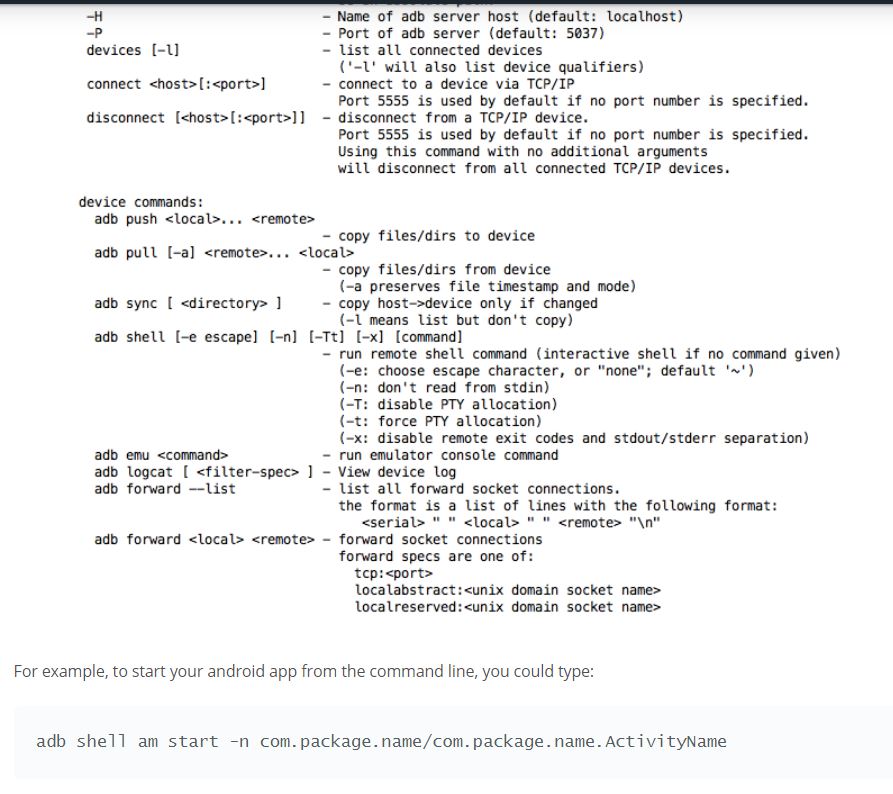 -H - Name of adb server host (default: localhost)
-P - Port of adb server (default: 5037)
devices [-l] - list all connected devices
('-l' will also list device qualifiers)
connect <host>[:<port>] - connect to a device via TCP/IP
Port 5555 is used by default if no port number is specified.
disconnect [<host>[:<port>]] - disconnect from a TCP/IP device.
Port 5555 is used by default if no port number is specified.
Using this command with no additional arguments
will disconnect from all connected TCP/IP devices.
device commands:
adb push <local>... <remote>
- copy files/dirs to device
adb pull [-a] <remote>... <local>
- copy files/dirs from device
(-a preserves file timestamp and mode)
adb sync [ <directory> ] - copy host->device only if changed
(-l means list but don't copy)
adb shell [-e escape] [-n] [-Tt] [-x] [command]
- run remote shell command (interactive shell if no command given)
(-e: choose escape character, or "none"; default '~')
(-n: don't read from stdin)
(-T: disable PTY allocation)
(-t: force PTY allocation)
(-x: disable remote exit codes and stdout/stderr separation)
adb emu <command> - run emulator console command
adb logcat [ <filter-spec> ] - View device log
adb forward --list - list all forward socket connections.
the format is a list of lines with the following format:
<serial> " " <local> " " <remote> "\n"
adb forward <local> <remote> - forward socket connections
forward specs are one of:
tcp:<port>
localabstract:<unix domain socket name>
localreserved:<unix domain socket name>
For example, to start your android app from the command line, you could type:
adb shell am start -n com.package.name/com.package.name.ActivityName